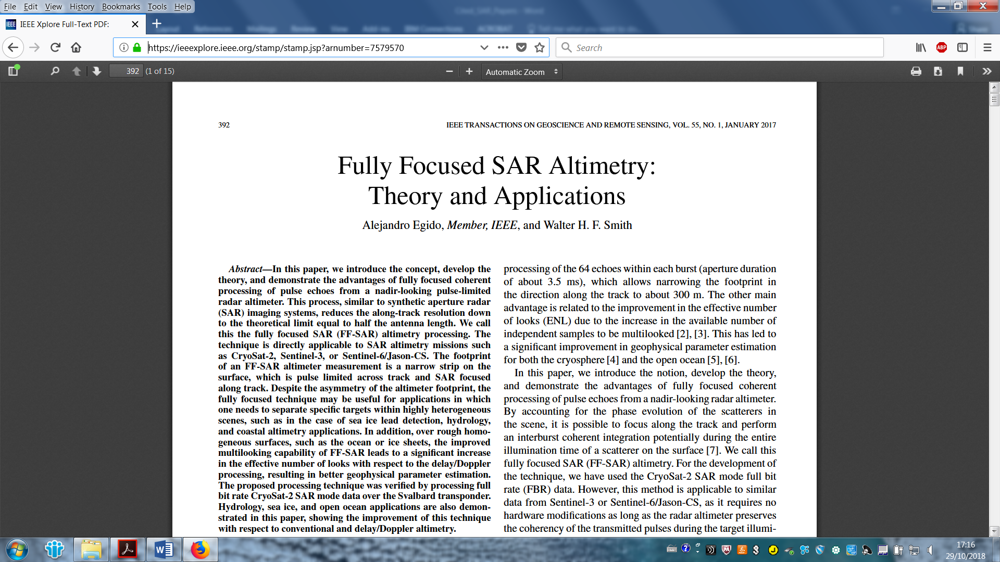 Cited_SAR_Papers - Word
File Edit View History Bookmarks Tools Help
IEEE IEEE Xplore Full-Text PDF:
Layout References Mailings Review View Add-ins IBM Connections ACROBAT Tell me what you want to do... Share
https://ieeexplore.ieee.org/stamp/stamp.jsp?arnumber=7579570
Search
ABP
392 (1 of 15)
Automatic Zoom
392 IEEE TRANSACTIONS ON GEOSCIENCE AND REMOTE SENSING, VOL. 55, NO. 1, JANUARY 2017
Fully Focused SAR Altimetry:
Theory and Applications
Alejandro Egido, Member, IEEE, and Walter H. F. Smith
Abstract—In this paper, we introduce the concept, develop the
theory, and demonstrate the advantages of fully focused coherent
processing of pulse echoes from a nadir-looking pulse-limited
radar altimeter. This process, similar to synthetic aperture radar
(SAR) imaging systems, reduces the along-track resolution down
to the theoretical limit equal to half the antenna length. We call
this the fully focused SAR (FF-SAR) altimetry processing. The
technique is directly applicable to SAR altimetry missions such
as CryoSat-2, Sentinel-3, or Sentinel-6/Jason-CS. The footprint
of an FF-SAR altimeter measurement is a narrow strip on the
surface, which is pulse limited across track and SAR focused
along track. Despite the asymmetry of the altimeter footprint, the
fully focused technique may be useful for applications in which
one needs to separate specific targets within highly heterogeneous
scenes, such as in the case of sea ice lead detection, hydrology,
and coastal altimetry applications. In addition, over rough homo-
geneous surfaces, such as the ocean or ice sheets, the improved
multilooking capability of FF-SAR leads to a significant increase
in the effective number of looks with respect to the delay/Doppler
processing, resulting in better geophysical parameter estimation.
The proposed processing technique was verified by processing full
bit rate CryoSat-2 SAR mode data over the Svalbard transponder.
Hydrology, sea ice, and open ocean applications are also demon-
strated in this paper, showing the improvement of this technique
with respect to conventional and delay/Doppler altimetry.
processing of the 64 echoes within each burst (aperture duration
of about 3.5 ms), which allows narrowing the footprint in
the direction along the track to about 300 m. The other main
advantage is related to the improvement in the effective number
of looks (ENL) due to the increase in the available number of
independent samples to be multilooked [2], [3]. This has led to
a significant improvement in geophysical parameter estimation
for both the cryosphere [4] and the open ocean [5], [6].
In this paper, we introduce the notion, develop the theory,
and demonstrate the advantages of fully focused coherent
processing of pulse echoes from a nadir-looking radar altimeter.
By accounting for the phase evolution of the scatterers in
the scene, it is possible to focus along the track and perform
an interburst coherent integration potentially during the entire
illumination time of a scatterer on the surface [7]. We call this
fully focused SAR (FF-SAR) altimetry. For the development of
the technique, we have used the CryoSat-2 SAR mode full bit
rate (FBR) data. However, this method is applicable to similar
data from Sentinel-3 or Sentinel-6/Jason-CS, as it requires no
hardware modifications as long as the radar altimeter preserves
the coherency of the transmitted pulses during the target illumi-
17:16
29/10/2018